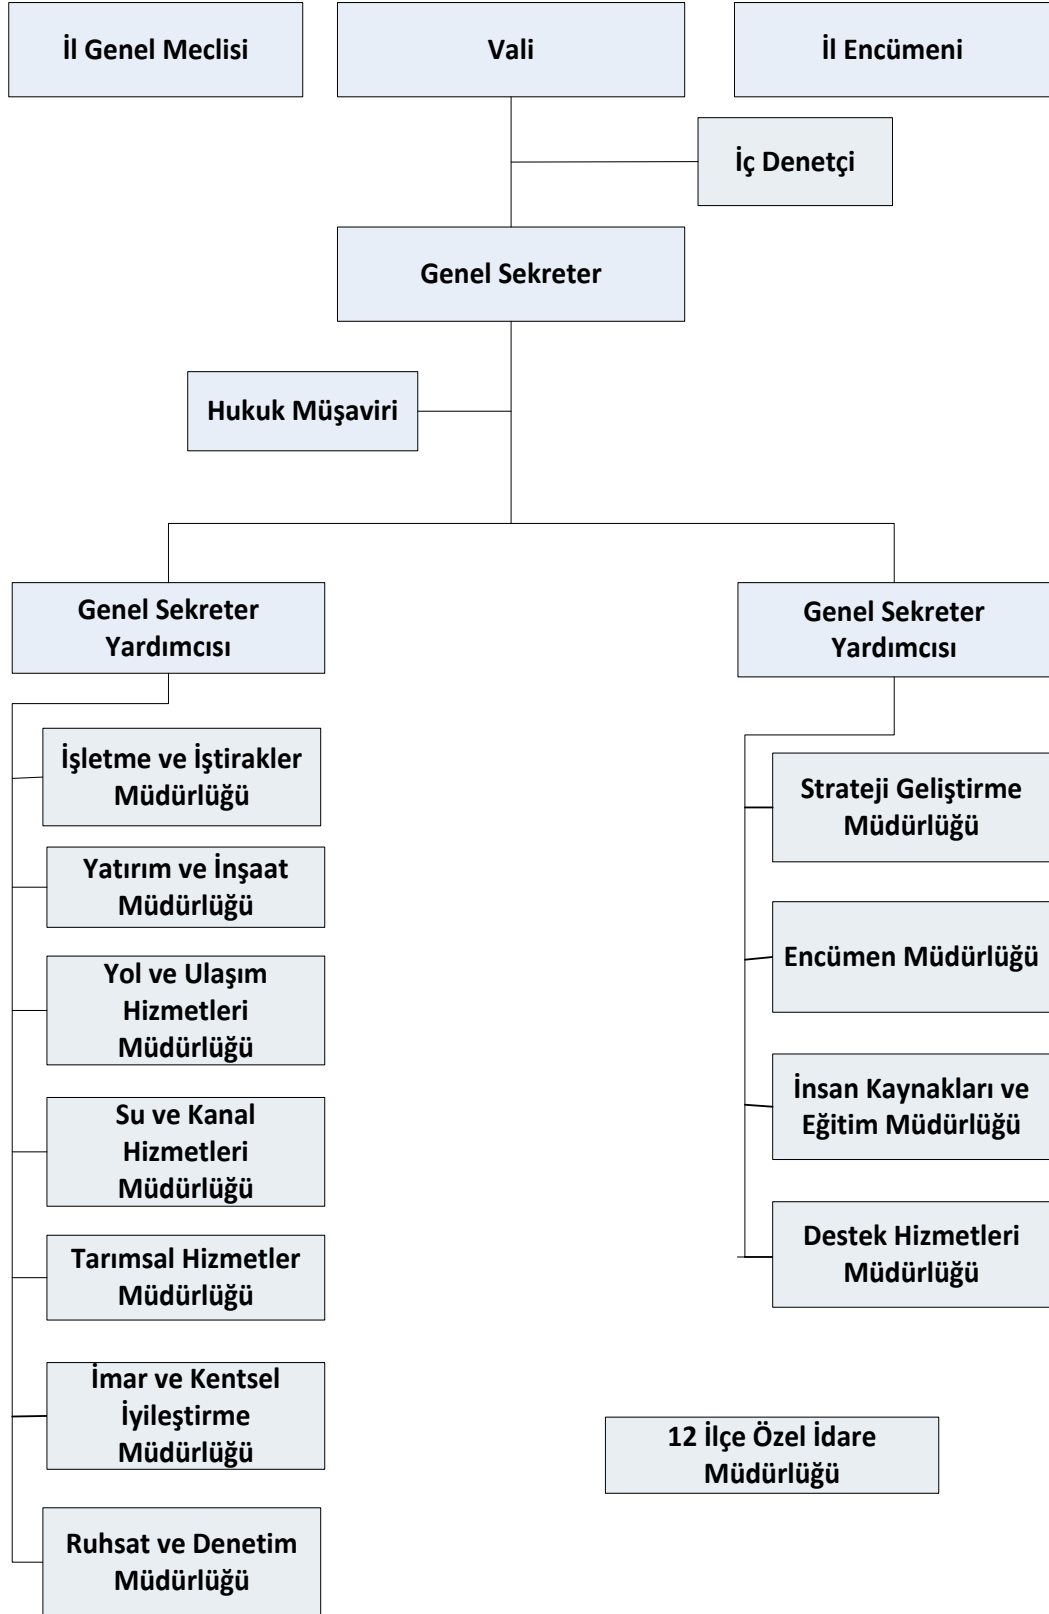 İl Genel Meclisi
Vali
İl Encümeni
İç Denetçi
Genel Sekreter
Hukuk Müşaviri
Genel Sekreter
Yardımcısı
Genel Sekreter
Yardımcısı
İşletme ve İştirakler
Müdürlüğü
Yatırım ve İnşaat
Müdürlüğü
Yol ve Ulaşım
Hizmetleri
Müdürlüğü
Su ve Kanal
Hizmetleri
Müdürlüğü
Tarımsal Hizmetler
Müdürlüğü
İmar ve Kentsel
İyileştirme
Müdürlüğü
Ruhsat ve Denetim
Müdürlüğü
Strateji Geliştirme
Müdürlüğü
Encümen Müdürlüğü
İnsan Kaynakları ve
Eğitim Müdürlüğü
Destek Hizmetleri
Müdürlüğü
12 İlçe Özel İdare
Müdürlüğü